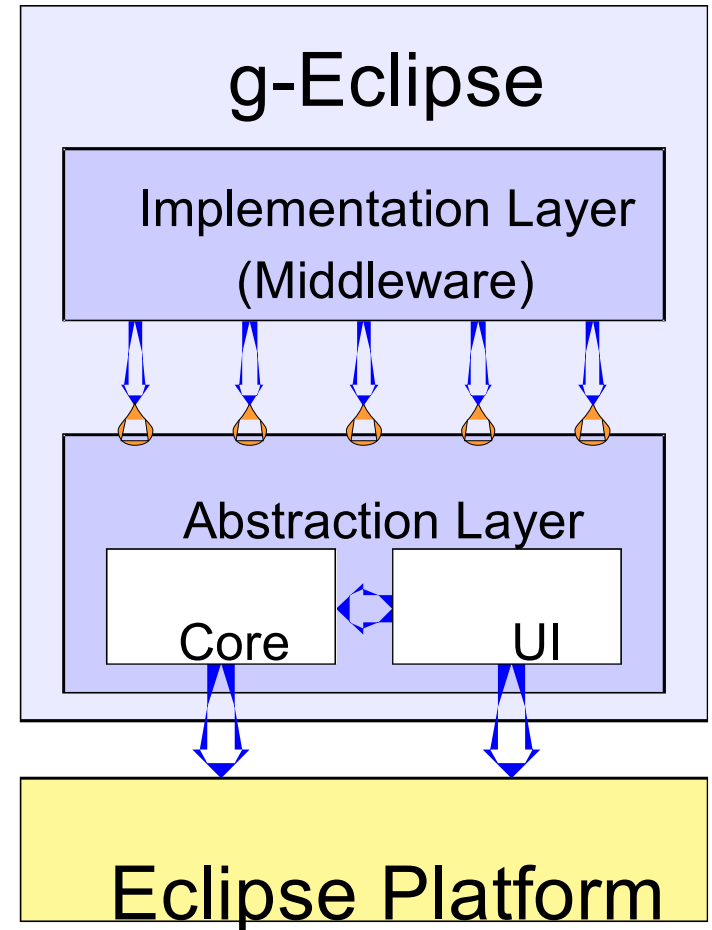 g-Eclipse
Implementation Layer
(Middleware)
Abstraction Layer
Core
UI
Eclipse Platform